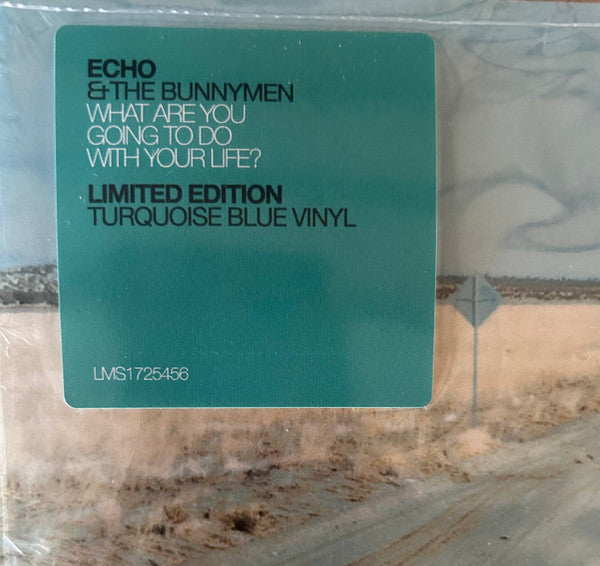 ECHO
& THE BUNNYMEN
WHAT ARE YOU
GOING TO DO
WITH YOUR LIFE?
LIMITED EDITION
TURQUOISE BLUE VINYL
LMS1725456